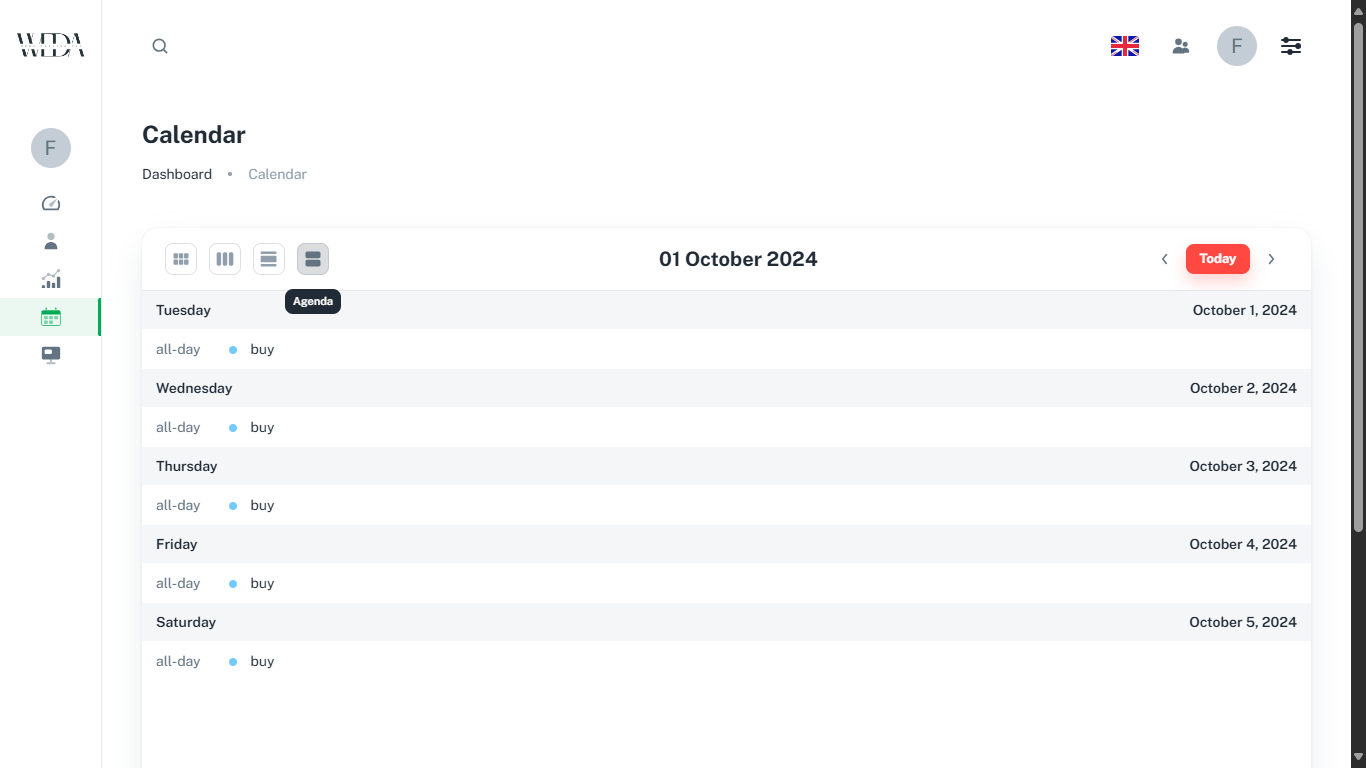 WEDA
F
F
Calendar
Dashboard • Calendar
01 October 2024
Today
Agenda
Tuesday October 1, 2024
all-day buy
Wednesday October 2, 2024
all-day buy
Thursday October 3, 2024
all-day buy
Friday October 4, 2024
all-day buy
Saturday October 5, 2024
all-day buy